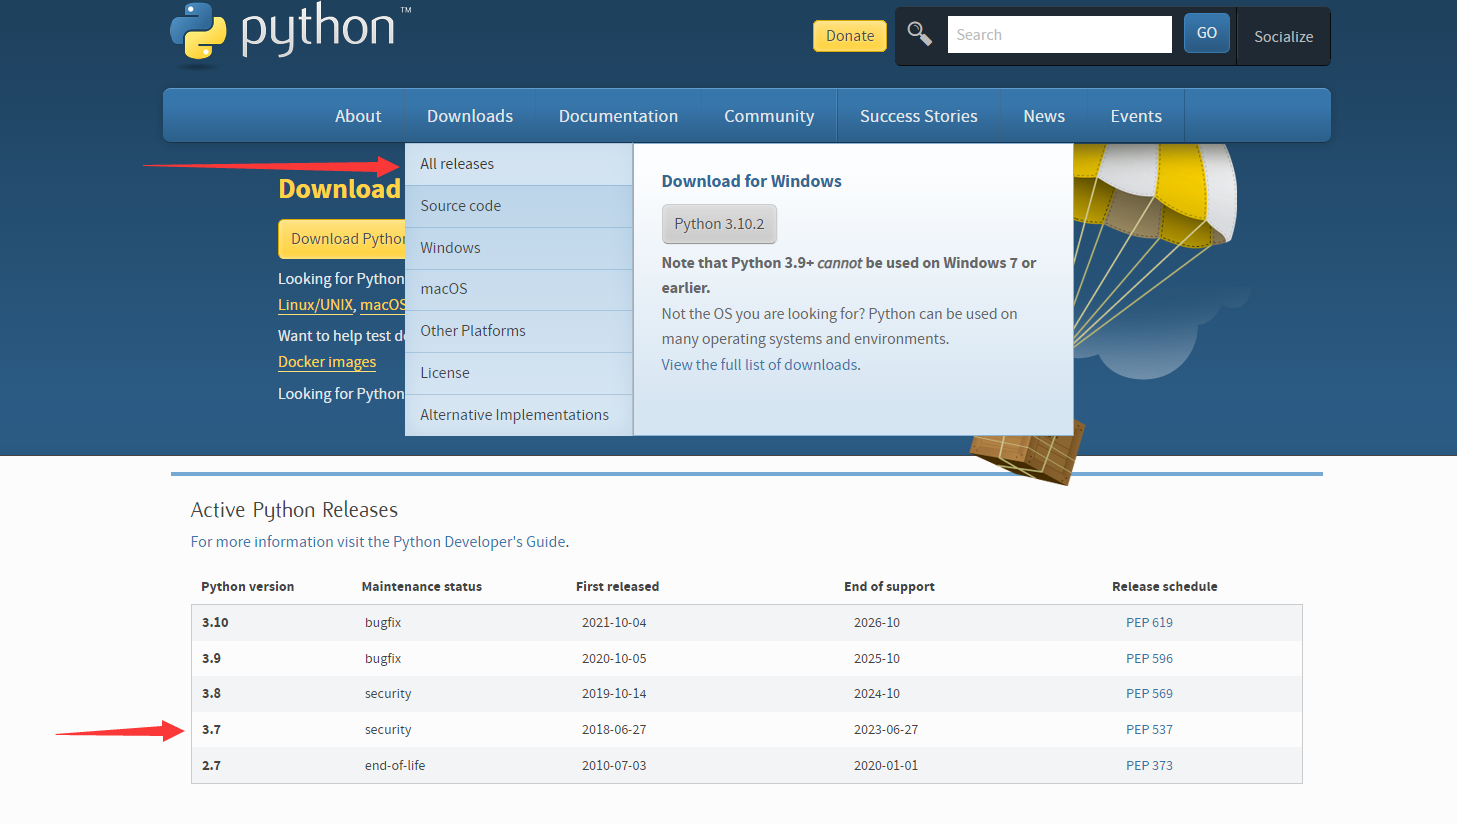 python™
Donate
Search
GO
Socialize
About
Downloads
Documentation
Community
Success Stories
News
Events
All releases
Source code
Windows
macOS
Other Platforms
License
Alternative Implementations
Download for Windows
Python 3.10.2
Note that Python 3.9+ cannot be used on Windows 7 or
earlier.
Not the OS you are looking for? Python can be used on
many operating systems and environments.
View the full list of downloads.
Download
Download Python
Looking for Python
Linux/UNIX, macOS
Want to help test de
Docker images
Looking for Python
Active Python Releases
For more information visit the Python Developer's Guide.
Python version Maintenance status First released End of support Release schedule
3.10 bugfix 2021-10-04 2026-10 PEP 619
3.9 bugfix 2020-10-05 2025-10 PEP 596
3.8 security 2019-10-14 2024-10 PEP 569
3.7 security 2018-06-27 2023-06-27 PEP 537
2.7 end-of-life 2010-07-03 2020-01-01 PEP 373